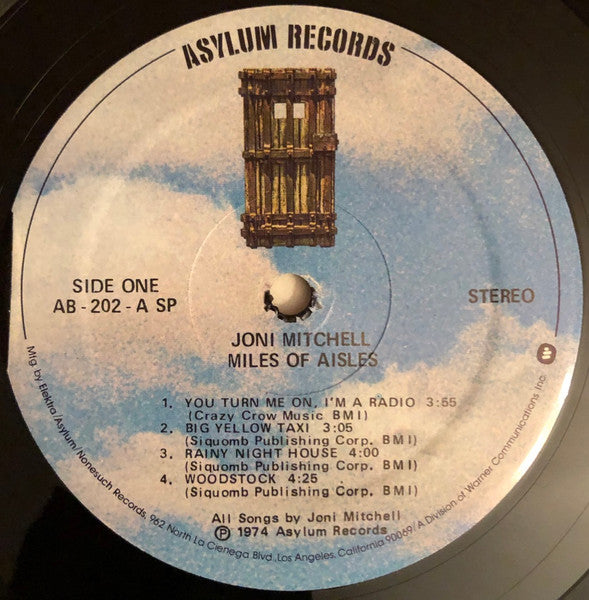 ASYLUM RECORDS
SIDE ONE
AB-202-A SP
STEREO
JONI MITCHELL
MILES OF AISLES
1. YOU TURN ME ON, I'M A RADIO 3:55
(Crazy Crow Music BMI)
2. BIG YELLOW TAXI 3:05
(Siquomb Publishing Corp. BMI)
3. RAINY NIGHT HOUSE 4:00
(Siquomb Publishing Corp. BMI)
4. WOODSTOCK 4:25
(Siquomb Publishing Corp. BMI)
All Songs by Joni Mitchell
Ⓟ 1974 Asylum Records
Mfg. by Elektra/Asylum/Nonesuch Records, 962 North La Cienega Blvd., Los Angeles, California 90069/A Division of Warner Communications, Inc.